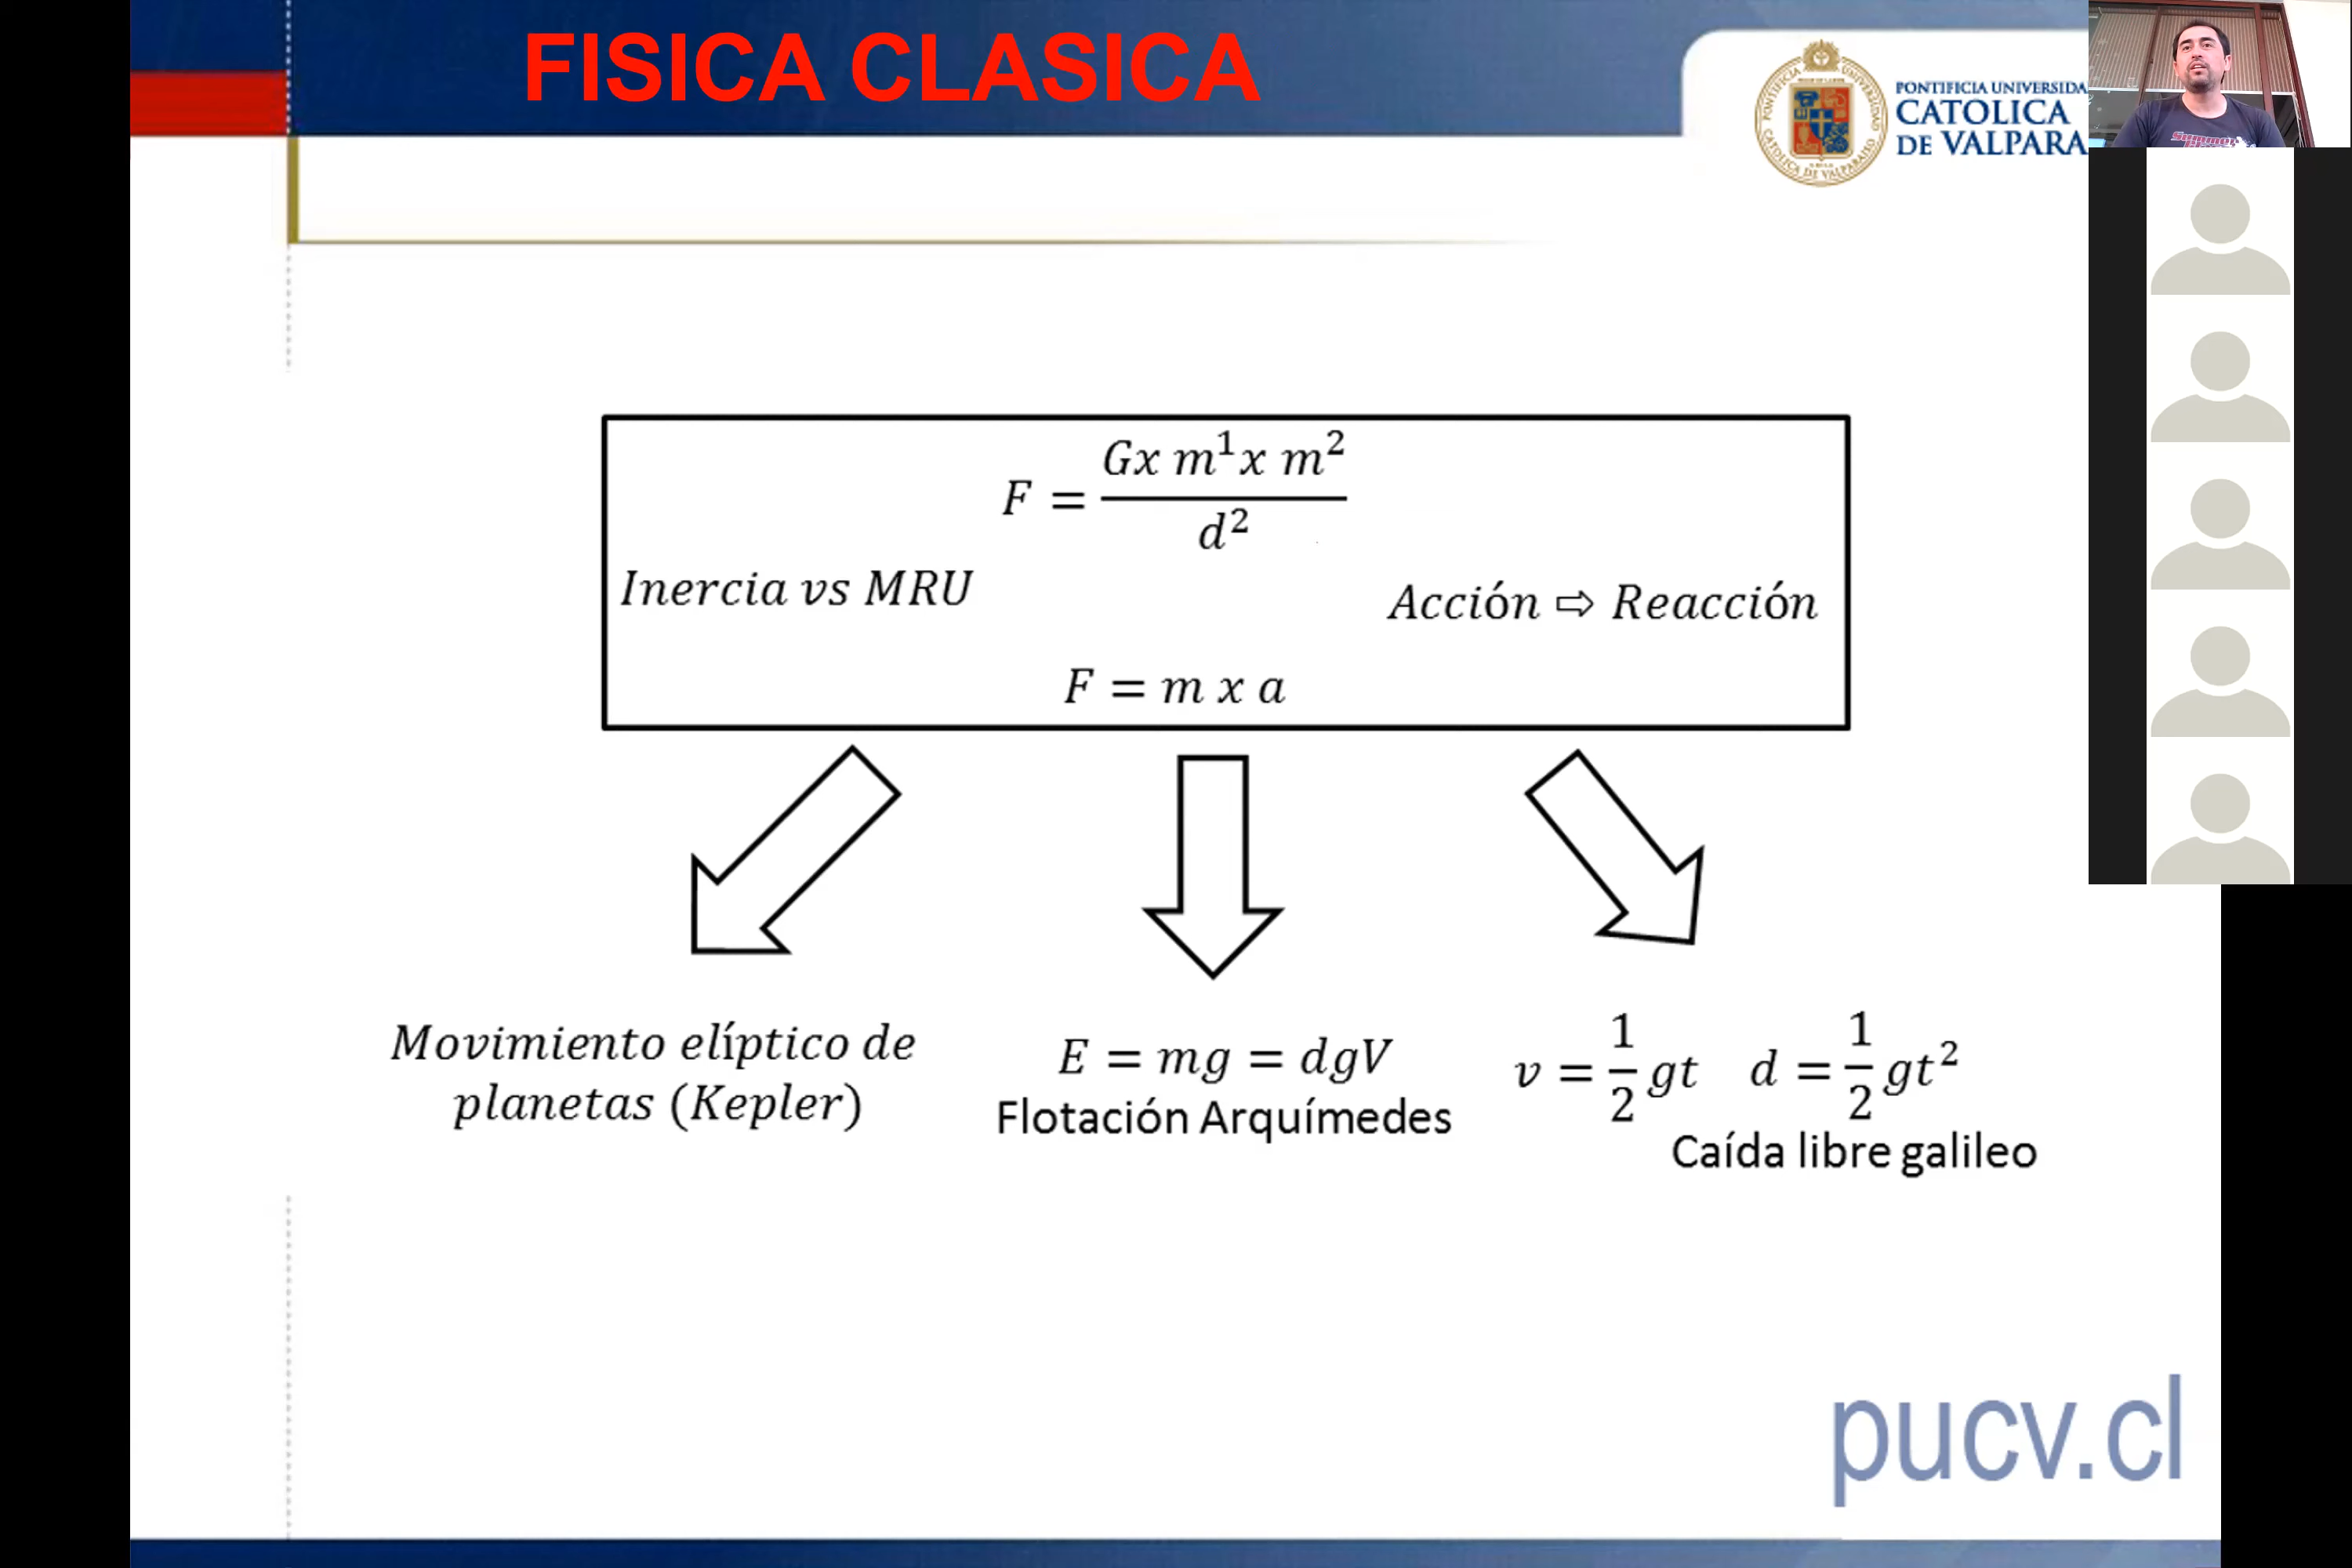 FISICA CLASICA
PONTIFICIA UNIVERSIDA
CATOLICA
DE VALPARA
F = Gx m¹x m² / d²
Inercia vs MRU
Acción ⇨ Reacción
F = m x a
Movimiento elíptico de
planetas (Kepler)
E = mg = dgV
Flotación Arquímedes
v = 1/2 gt   d = 1/2 gt²
Caída libre galileo
pucv.cl